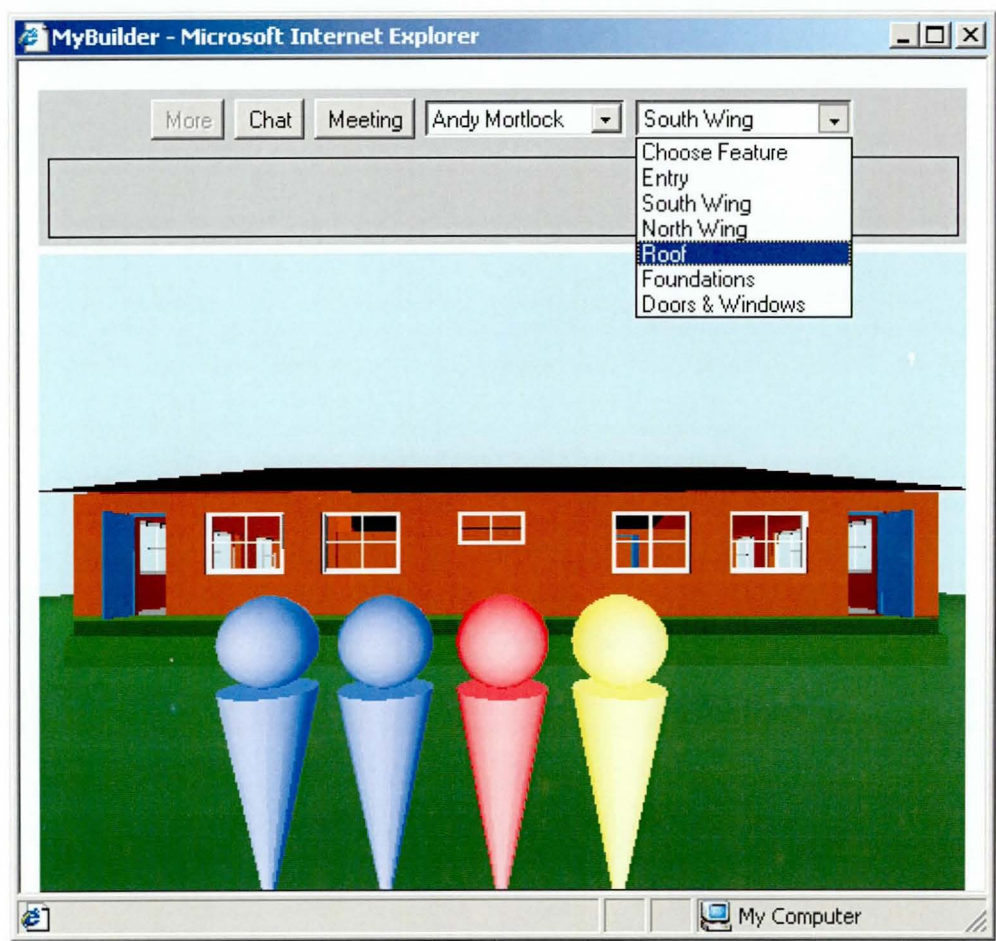 MyBuilder - Microsoft Internet Explorer
More Chat Meeting Andy Mortlock South Wing
Choose Feature
Entry
South Wing
North Wing
Roof
Foundations
Doors & Windows
My Computer